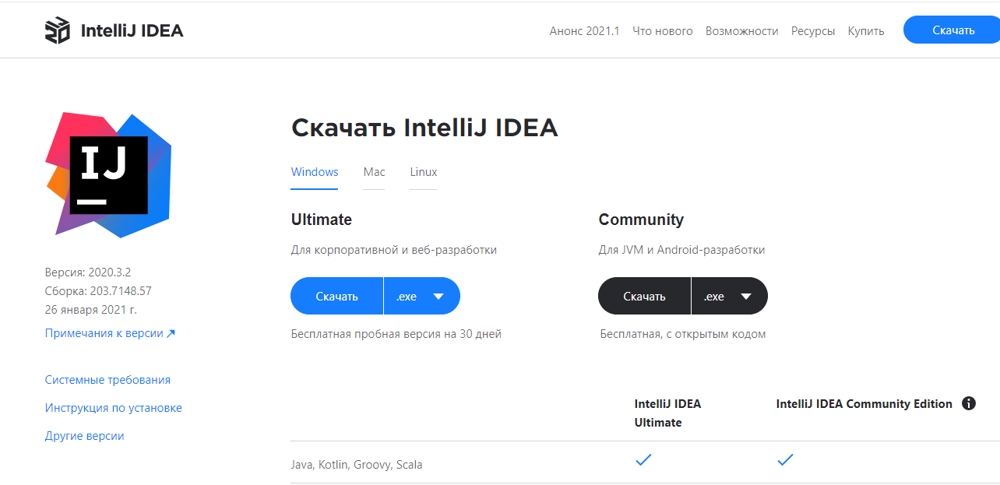 IntelliJ IDEA
Анонс 2021.1 Что нового Возможности Ресурсы Купить Скачать
IJ
Скачать IntelliJ IDEA
Windows Mac Linux
Ultimate
Для корпоративной и веб-разработки
Скачать .exe
Бесплатная пробная версия на 30 дней
Community
Для JVM и Android-разработки
Скачать .exe
Бесплатная, с открытым кодом
Версия: 2020.3.2
Сборка: 203.7148.57
26 января 2021 г.
Примечания к версии
Системные требования
Инструкция по установке
Другие версии
IntelliJ IDEA
Ultimate
IntelliJ IDEA Community Edition
Java, Kotlin, Groovy, Scala